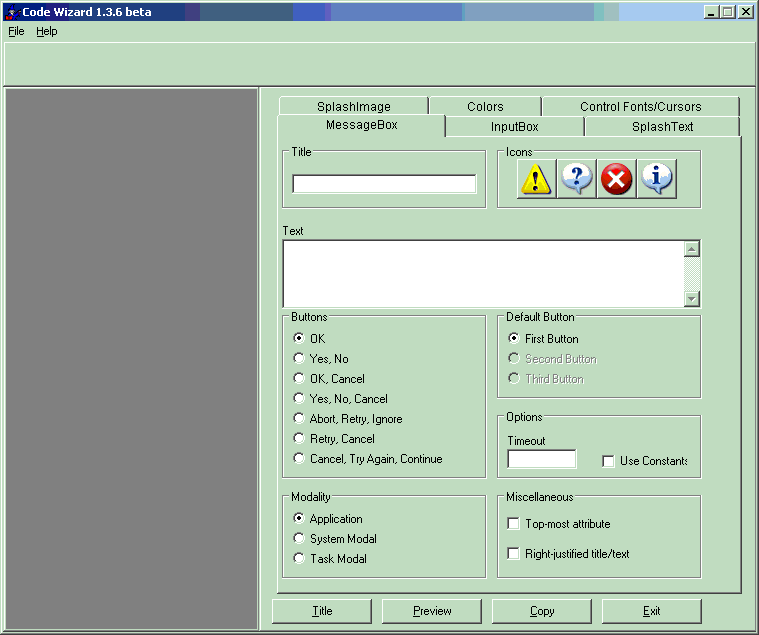 Code Wizard 1.3.6 beta
File Help
SplashImage Colors Control Fonts/Cursors
MessageBox InputBox SplashText
Title Icons
Text
Buttons Default Button
OK First Button
Yes, No Second Button
OK, Cancel Third Button
Yes, No, Cancel
Abort, Retry, Ignore Options
Retry, Cancel Timeout
Cancel, Try Again, Continue Use Constants
Modality Miscellaneous
Application Top-most attribute
System Modal
Task Modal Right-justified title/text
Title Preview Copy Exit